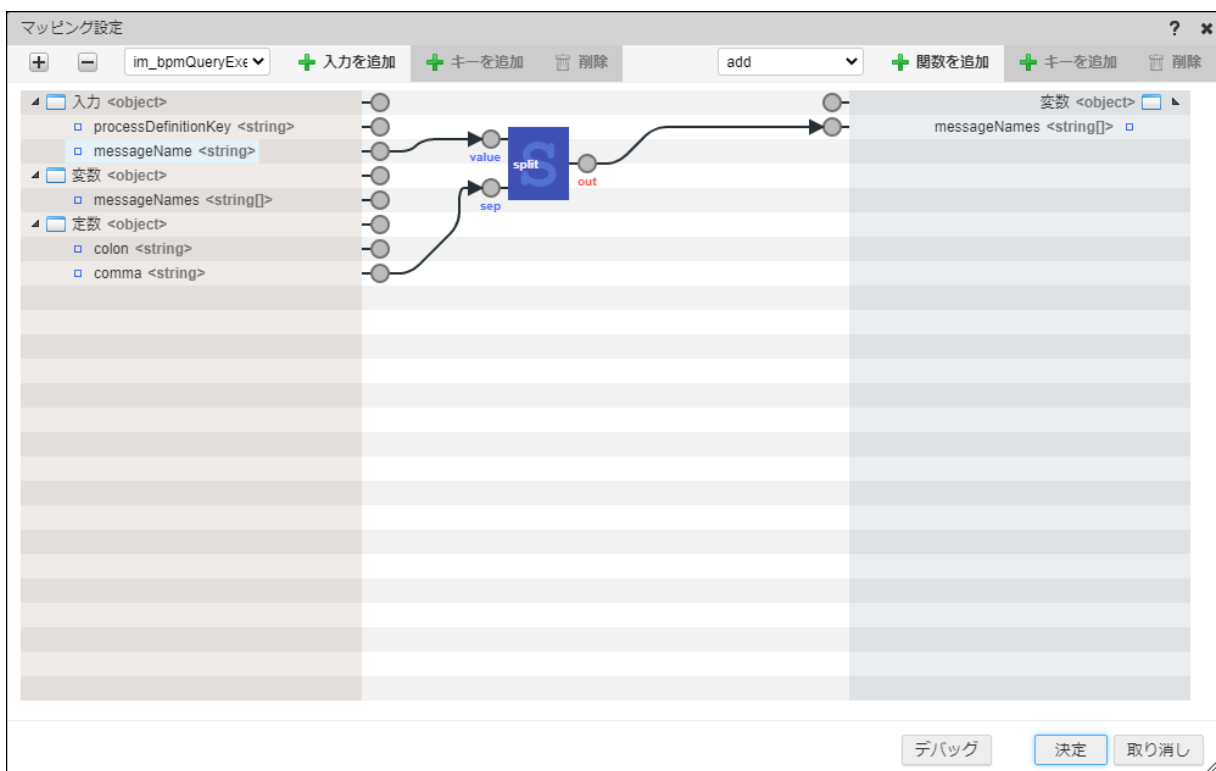 マッピング設定 ? ×
im_bpmQueryExe 入力を追加 キーを追加 削除 add 関数を追加 キーを追加 削除
入力 <object> 変数 <object>
processDefinitionKey <string> messageNames <string[]>
messageName <string>
value split out
変数 <object>
messageNames <string[]> sep
定数 <object>
colon <string>
comma <string>
デバッグ 決定 取り消し